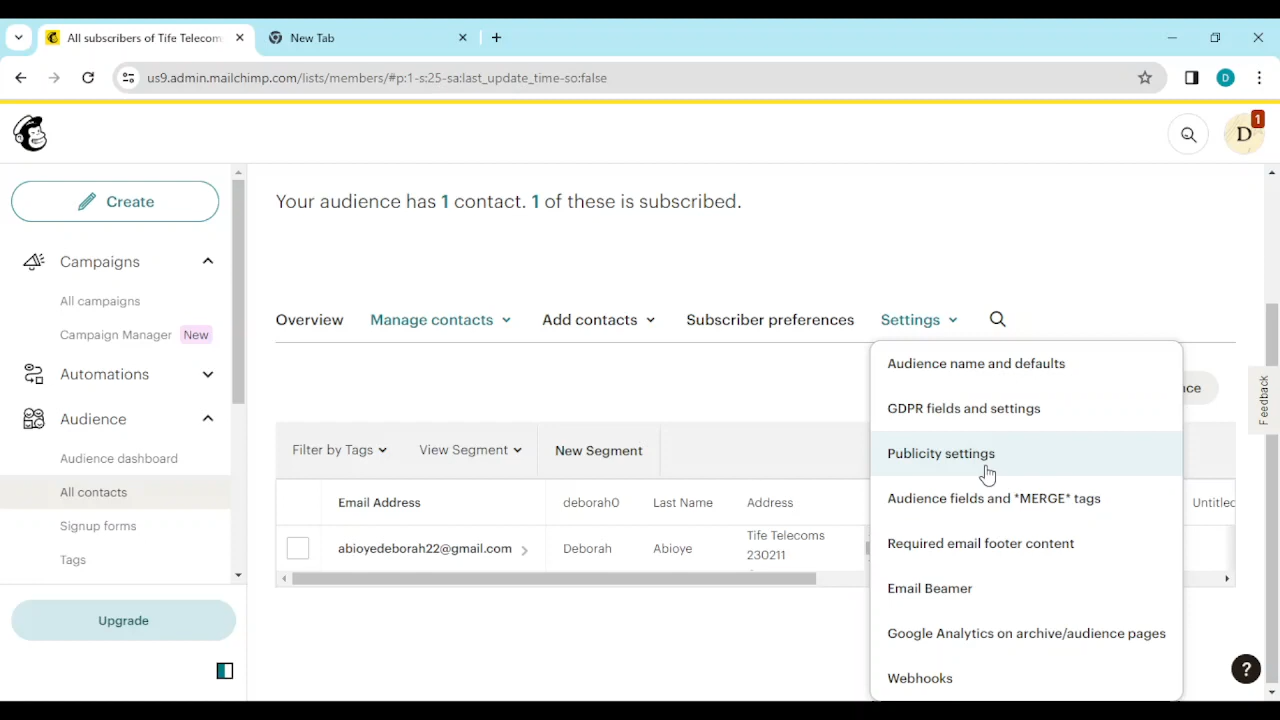 All subscribers of Tife Telecom
New Tab
us9.admin.mailchimp.com/lists/members/#p:1-s:25-sa:last_update_time-so:false
D
D
1
Create
Campaigns
All campaigns
Campaign Manager New
Automations
Audience
Audience dashboard
All contacts
Signup forms
Tags
Upgrade
Your audience has 1 contact. 1 of these is subscribed.
Overview Manage contacts Add contacts Subscriber preferences Settings
Audience name and defaults
GDPR fields and settings
Publicity settings
Audience fields and *MERGE* tags
Required email footer content
Email Beamer
Google Analytics on archive/audience pages
Webhooks
nce
Filter by Tags View Segment New Segment
Email Address deborah0 Last Name Address Untitled
abioyedeborah22@gmail.com Deborah Abioye Tife Telecoms
230211
Feedback
?